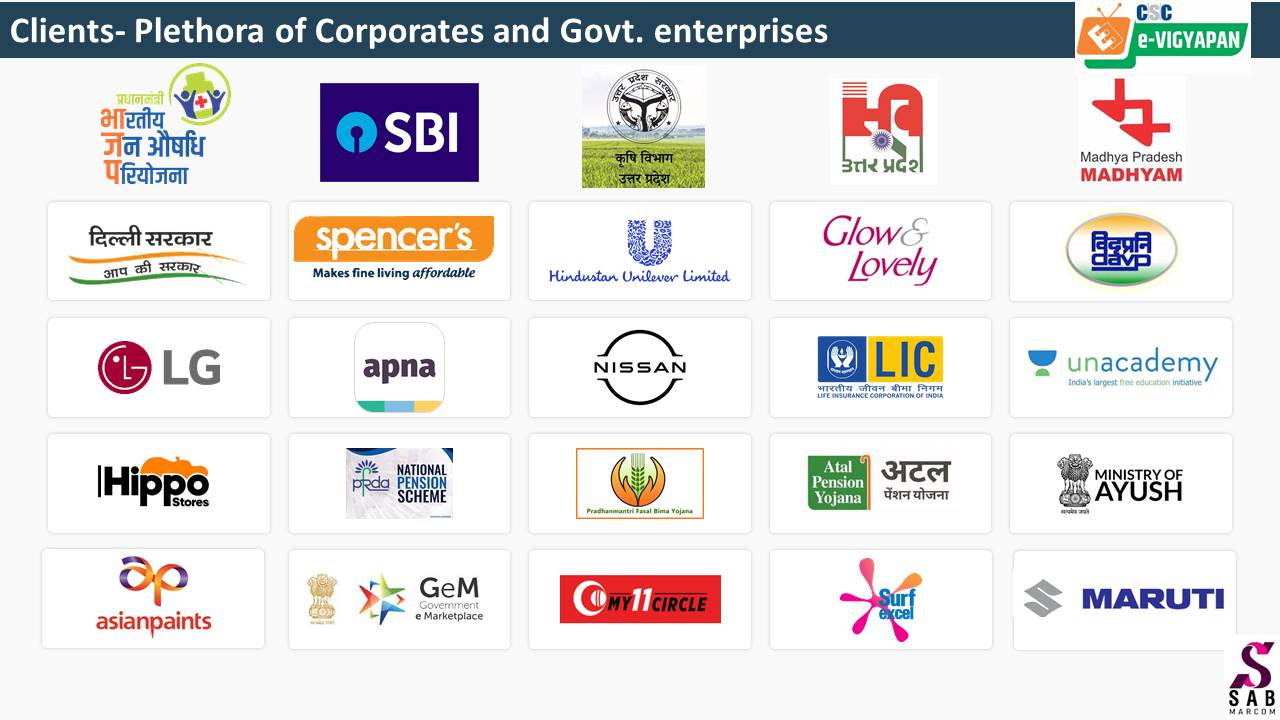 Clients- Plethora of Corporates and Govt. enterprises
CSC
e-VIGYAPAN
प्रधानमंत्री
भारतीय
जन औषधि
परियोजना
SBI
उत्तर प्रदेश सरकार
कृषि विभाग
उत्तर प्रदेश
उत्तर प्रदेश
Madhya Pradesh
MADHYAM
दिल्ली सरकार
आप की सरकार
spencer's
Makes fine living affordable
Hindustan Unilever Limited
Glow &
Lovely
विदृप्रनि
davp
LG
apna
NISSAN
LIC
भारतीय जीवन बीमा निगम
LIFE INSURANCE CORPORATION OF INDIA
unacademy
India's largest free education initiative
Hippo
Stores
pfrda
NATIONAL
PENSION
SCHEME
Pradhanmantri Fasal Bima Yojana
Atal
Pension
Yojana
अटल
पेंशन योजना
सत्यमेव जयते
MINISTRY OF
AYUSH
ap
asianpaints
सत्यमेव जयते
GeM
Government
e Marketplace
MY11CIRCLE
Surf
excel
MARUTI
S
SAB
MARCOM